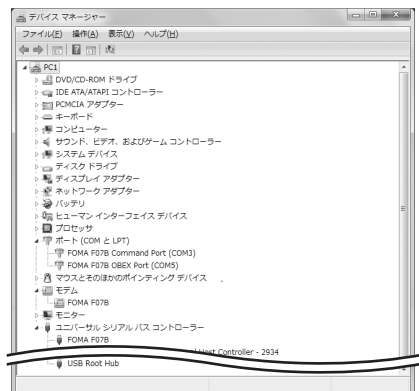 デバイス マネージャー
ファイル(F) 操作(A) 表示(V) ヘルプ(H)
PC1
DVD/CD-ROM ドライブ
IDE ATA/ATAPI コントローラー
PCMCIA アダプター
キーボード
コンピューター
サウンド、ビデオ、およびゲーム コントローラー
システム デバイス
ディスク ドライブ
ディスプレイ アダプター
ネットワーク アダプター
バッテリ
ヒューマン インターフェイス デバイス
プロセッサ
ポート (COM と LPT)
FOMA F07B Command Port (COM3)
FOMA F07B OBEX Port (COM5)
マウスとそのほかのポインティング デバイス
モデム
FOMA F07B
モニター
ユニバーサル シリアル バス コントローラー
FOMA F07B
Host Controller - 2934
USB Root Hub